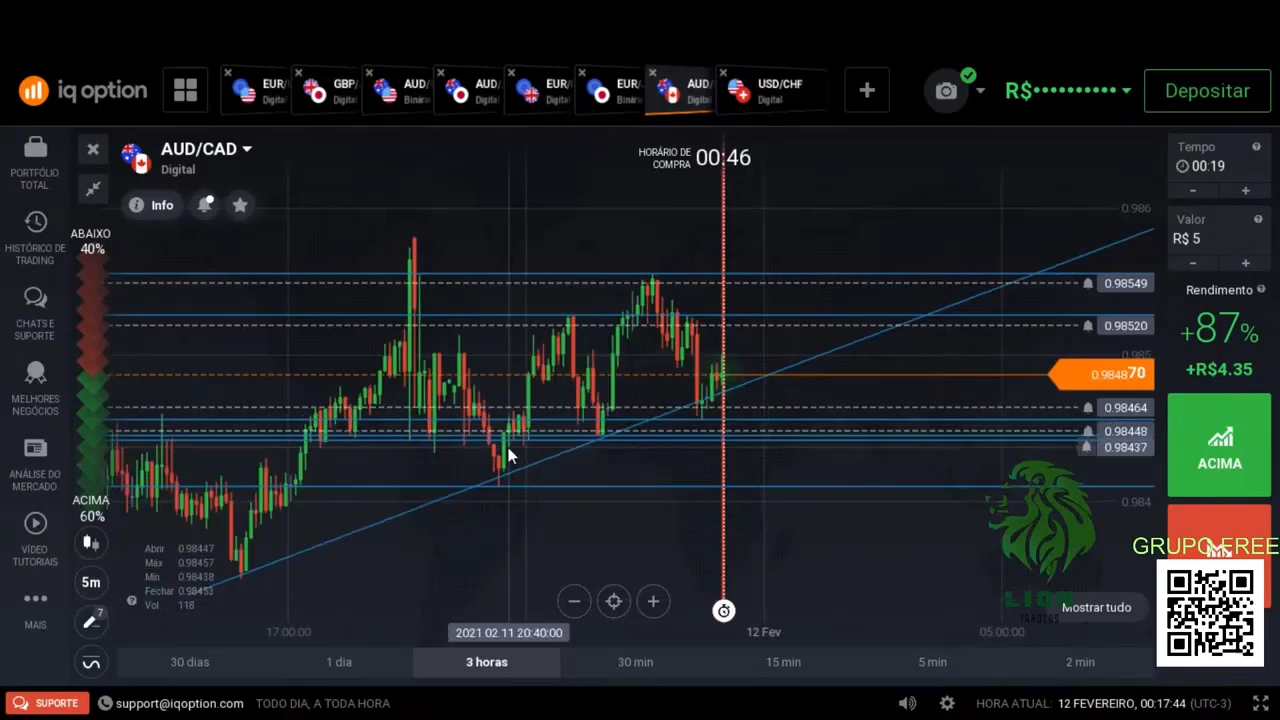 iq option
EUR/
Digital
GBP
Digital
AUD/
Binári
AUD/
Digital
EUR/
Digital
EUR/
Binári
AUD/
Digital
USD/CHF
Digital
R$
Depositar
PORTFÓLIO
TOTAL
HISTÓRICO DE
TRADING
CHATS E
SUPORTE
MELHORES
NEGÓCIOS
ANÁLISE DO
MERCADO
VÍDEO
TUTORIAIS
MAIS
AUD/CAD
Digital
Info
ABAIXO
40%
ACIMA
60%
5m
7
HORÁRIO DE
COMPRA
00:46
0.986
0.98549
0.98520
0.985
0.984870
0.98464
0.98448
0.98437
0.984
Abrir 0.98447
Máx 0.98457
Mín 0.98438
Fechar 0.98453
Vol 118
17:00:00
2021 02 11 20:40:00
12 Fev
05:00:00
30 dias
1 dia
3 horas
30 min
15 min
5 min
2 min
Tempo
00:19
- +
Valor
R$ 5
- +
Rendimento
+87%
+R$4.35
ACIMA
GRUPO FREE
LION
TRADERS
Mostrar tudo
SUPORTE
support@iqoption.com
TODO DIA, A TODA HORA
HORA ATUAL: 12 FEVEREIRO, 00:17:44 (UTC-3)